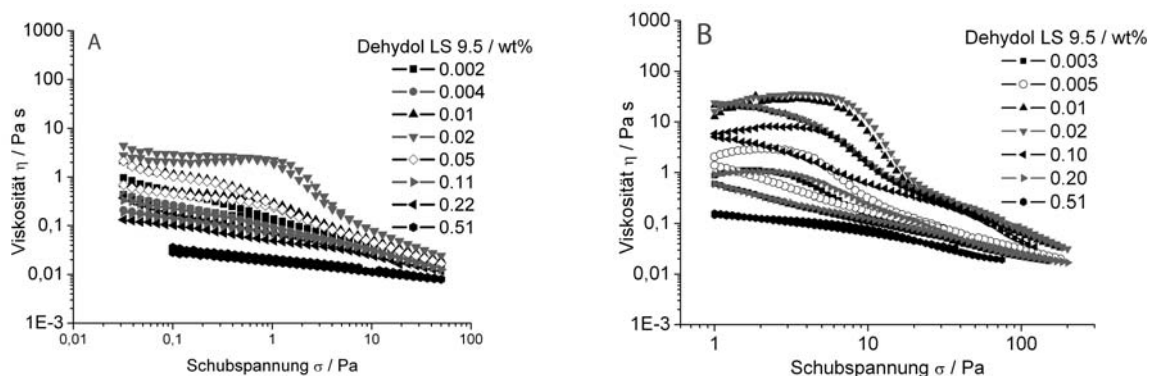 A
Dehydol LS 9.5 / wt%
0.002
0.004
0.01
0.02
0.05
0.11
0.22
0.51
1000
100
10
1
0,1
0,01
1E-3
Viskosität η / Pa s
0,01 0,1 1 10 100
Schubspannung σ / Pa
B
Dehydol LS 9.5 / wt%
0.003
0.005
0.01
0.02
0.10
0.20
0.51
1000
100
10
1
0,1
0,01
1E-3
Viskosität η / Pa s
1 10 100
Schubspannung σ / Pa